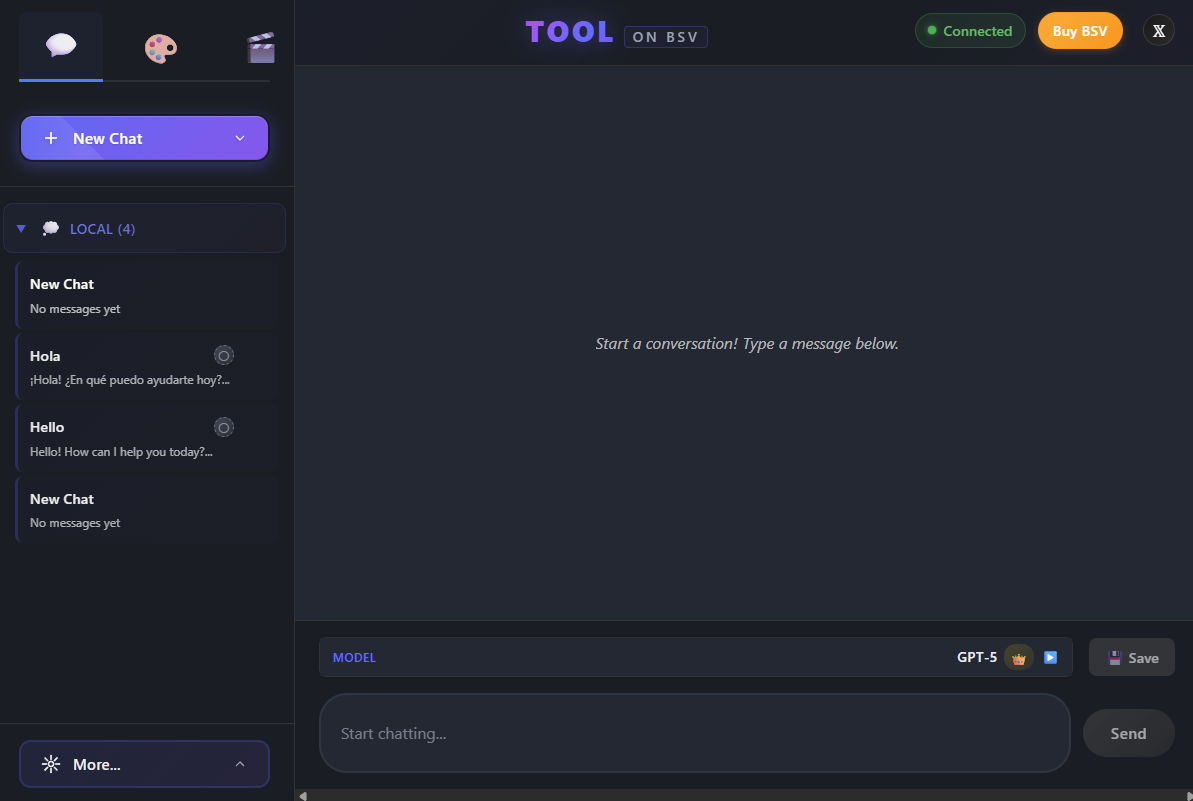 TOOL ON BSV
Connected
Buy BSV
X
+ New Chat
LOCAL (4)
New Chat
No messages yet
Hola
¡Hola! ¿En qué puedo ayudarte hoy?...
Hello
Hello! How can I help you today?...
New Chat
No messages yet
More...
Start a conversation! Type a message below.
MODEL
GPT-5
Save
Start chatting...
Send